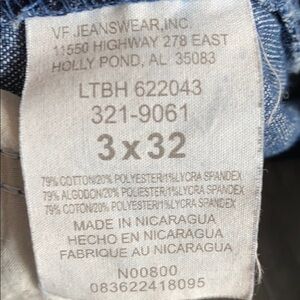 VF JEANSWEAR, INC.
11550 HIGHWAY 278 EAST
HOLLY POND, AL 35083
LTBH 622043
321-9061
3 x 32
79% COTTON/20% POLYESTER/1% LYCRA SPANDEX
79% ALGODON/20% POLIESTER/1% LYCRA SPANDEX
79% COTON/20% POLYESTER/1% LYCRA SPANDEX
MADE IN NICARAGUA
HECHO EN NICARAGUA
FABRIQUE AU NICARAGUA
N00800
083622418095